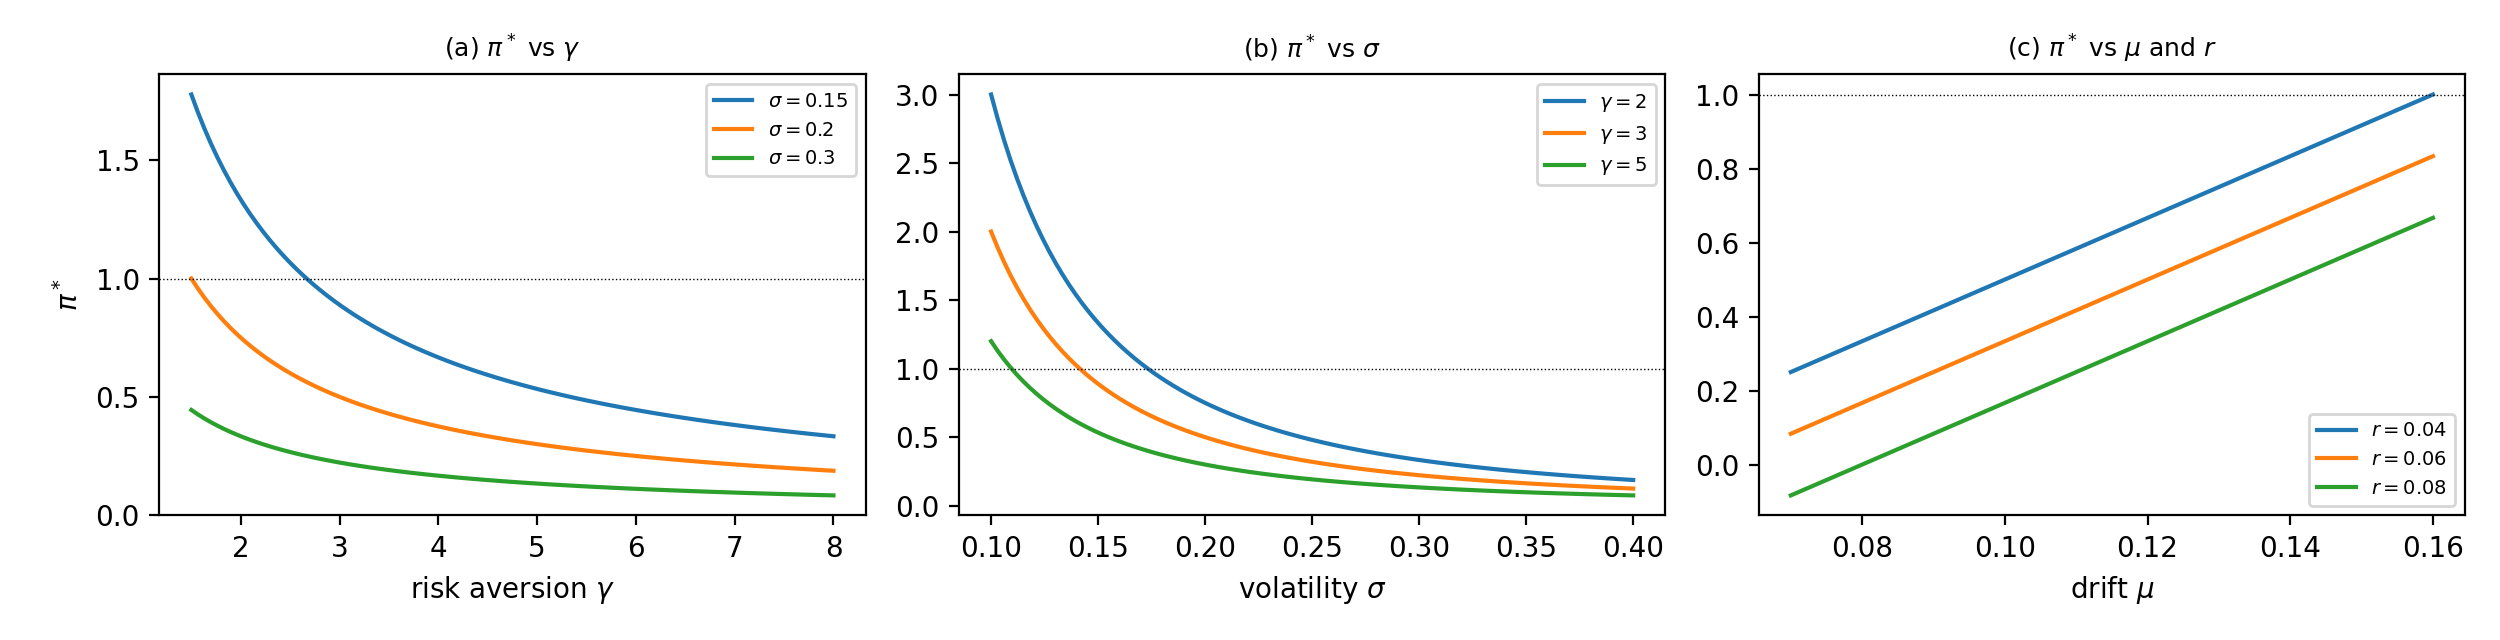 (a) π* vs γ
π*
1.5
1.0
0.5
0.0
2 3 4 5 6 7 8
risk aversion γ
σ = 0.15
σ = 0.2
σ = 0.3
(b) π* vs σ
3.0
2.5
2.0
1.5
1.0
0.5
0.0
0.10 0.15 0.20 0.25 0.30 0.35 0.40
volatility σ
γ = 2
γ = 3
γ = 5
(c) π* vs μ and r
1.0
0.8
0.6
0.4
0.2
0.0
0.08 0.10 0.12 0.14 0.16
drift μ
r = 0.04
r = 0.06
r = 0.08